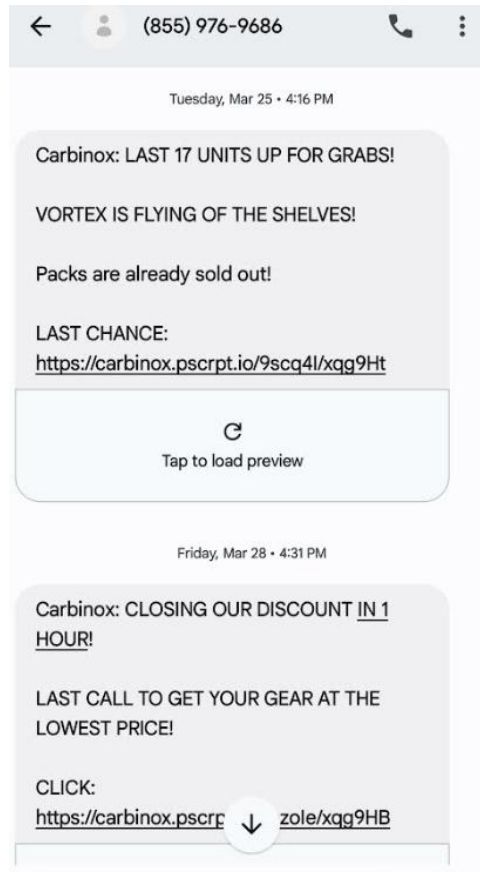 (855) 976-9686
Tuesday, Mar 25 • 4:16 PM
Carbinox: LAST 17 UNITS UP FOR GRABS!
VORTEX IS FLYING OF THE SHELVES!
Packs are already sold out!
LAST CHANCE:
https://carbinox.pscrpt.io/9scq4I/xqg9Ht
Tap to load preview
Friday, Mar 28 • 4:31 PM
Carbinox: CLOSING OUR DISCOUNT IN 1
HOUR!
LAST CALL TO GET YOUR GEAR AT THE
LOWEST PRICE!
CLICK:
https://carbinox.pscrp zole/xqg9HB